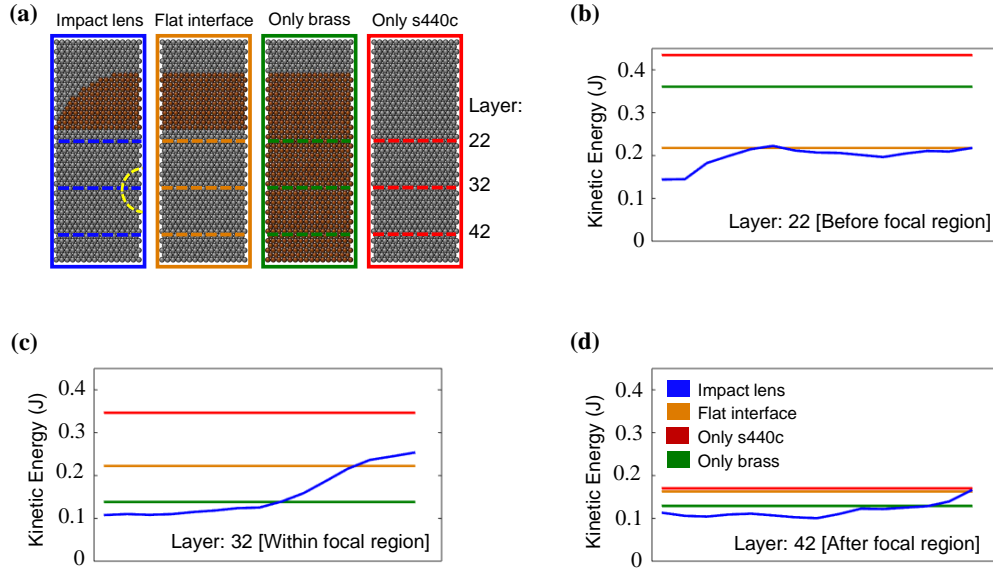 (a)
Impact lens
Flat interface
Only brass
Only s440c
Layer:
22
32
42
(b)
Kinetic Energy (J)
0.4
0.3
0.2
0.1
0
Layer: 22 [Before focal region]
(c)
Kinetic Energy (J)
0.4
0.3
0.2
0.1
0
Layer: 32 [Within focal region]
(d)
Kinetic Energy (J)
0.4
0.3
0.2
0.1
0
Impact lens
Flat interface
Only s440c
Only brass
Layer: 42 [After focal region]